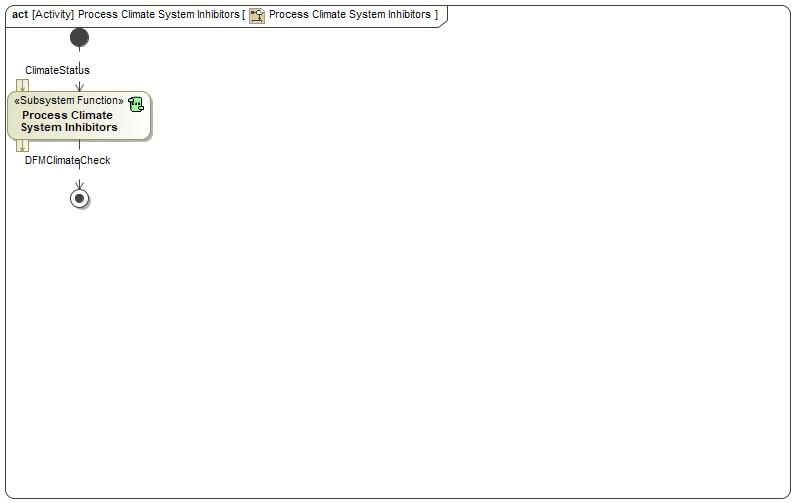 act [Activity] Process Climate System Inhibitors [ Process Climate System Inhibitors ]
ClimateStatus
«Subsystem Function»
Process Climate
System Inhibitors
DFMClimateCheck